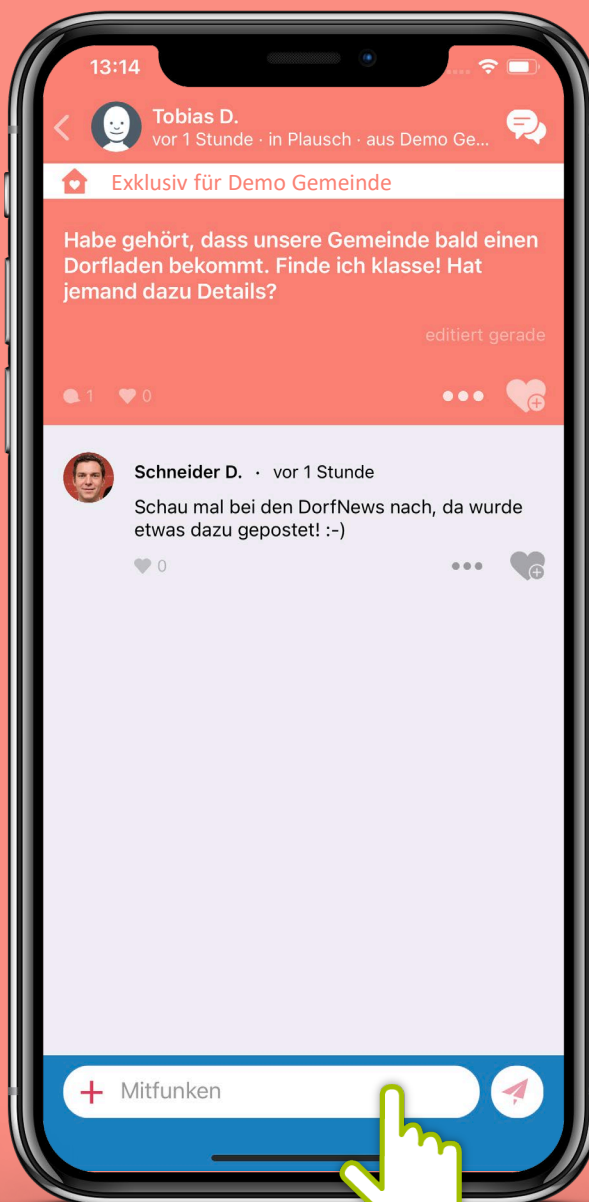 13:14
Tobias D.
vor 1 Stunde · in Plausch · aus Demo Ge...
Exklusiv für Demo Gemeinde
Habe gehört, dass unsere Gemeinde bald einen
Dorfladen bekommt. Finde ich klasse! Hat
jemand dazu Details?
editiert gerade
1 0
Schneider D. · vor 1 Stunde
Schau mal bei den DorfNews nach, da wurde
etwas dazu gepostet! :-)
0
Mitfunken